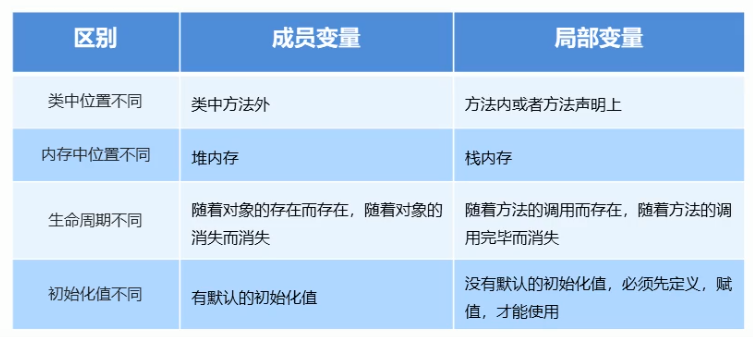 区别 成员变量 局部变量
类中位置不同 类中方法外 方法内或者方法声明上
内存中位置不同 堆内存 栈内存
生命周期不同 随着对象的存在而存在，随着对象的 随着方法的调用而存在，随着方法的调
消失而消失 用完毕而消失
初始化值不同 有默认的初始化值 没有默认的初始化值，必须先定义，赋
值，才能使用